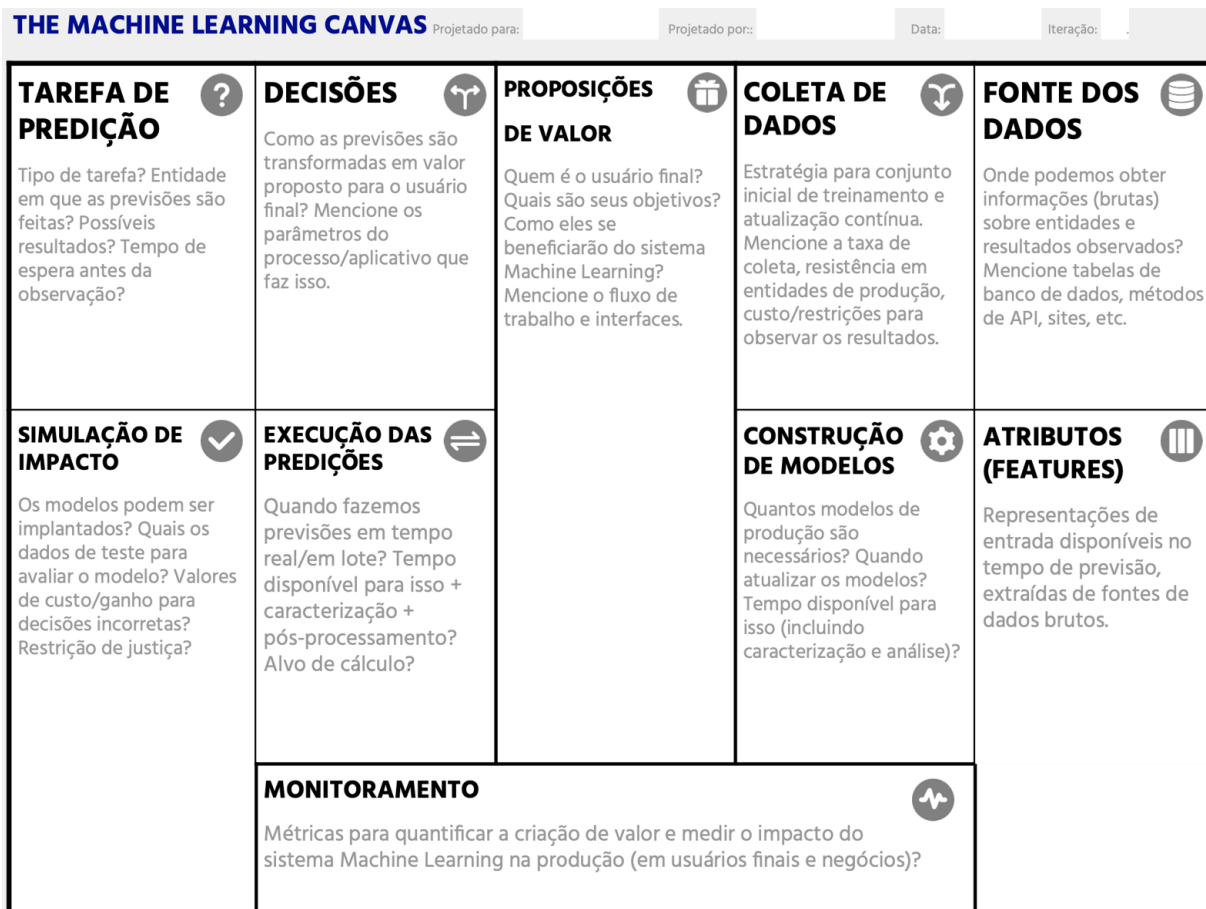 THE MACHINE LEARNING CANVAS Projetado para: Projetado por:: Data: Iteração: .
TAREFA DE
PREDIÇÃO
Tipo de tarefa? Entidade
em que as previsões são
feitas? Possíveis
resultados? Tempo de
espera antes da
observação?
DECISÕES
Como as previsões são
transformadas em valor
proposto para o usuário
final? Mencione os
parâmetros do
processo/aplicativo que
faz isso.
PROPOSIÇÕES
DE VALOR
Quem é o usuário final?
Quais são seus objetivos?
Como eles se
beneficiarão do sistema
Machine Learning?
Mencione o fluxo de
trabalho e interfaces.
COLETA DE
DADOS
Estratégia para conjunto
inicial de treinamento e
atualização contínua.
Mencione a taxa de
coleta, resistência em
entidades de produção,
custo/restrições para
observar os resultados.
FONTE DOS
DADOS
Onde podemos obter
informações (brutas)
sobre entidades e
resultados observados?
Mencione tabelas de
banco de dados, métodos
de API, sites, etc.
SIMULAÇÃO DE
IMPACTO
Os modelos podem ser
implantados? Quais os
dados de teste para
avaliar o modelo? Valores
de custo/ganho para
decisões incorretas?
Restrição de justiça?
EXECUÇÃO DAS
PREDIÇÕES
Quando fazemos
previsões em tempo
real/em lote? Tempo
disponível para isso +
caracterização +
pós-processamento?
Alvo de cálculo?
CONSTRUÇÃO
DE MODELOS
Quantos modelos de
produção são
necessários? Quando
atualizar os modelos?
Tempo disponível para
isso (incluindo
caracterização e análise)?
ATRIBUTOS
(FEATURES)
Representações de
entrada disponíveis no
tempo de previsão,
extraídas de fontes de
dados brutos.
MONITORAMENTO
Métricas para quantificar a criação de valor e medir o impacto do
sistema Machine Learning na produção (em usuários finais e negócios)?